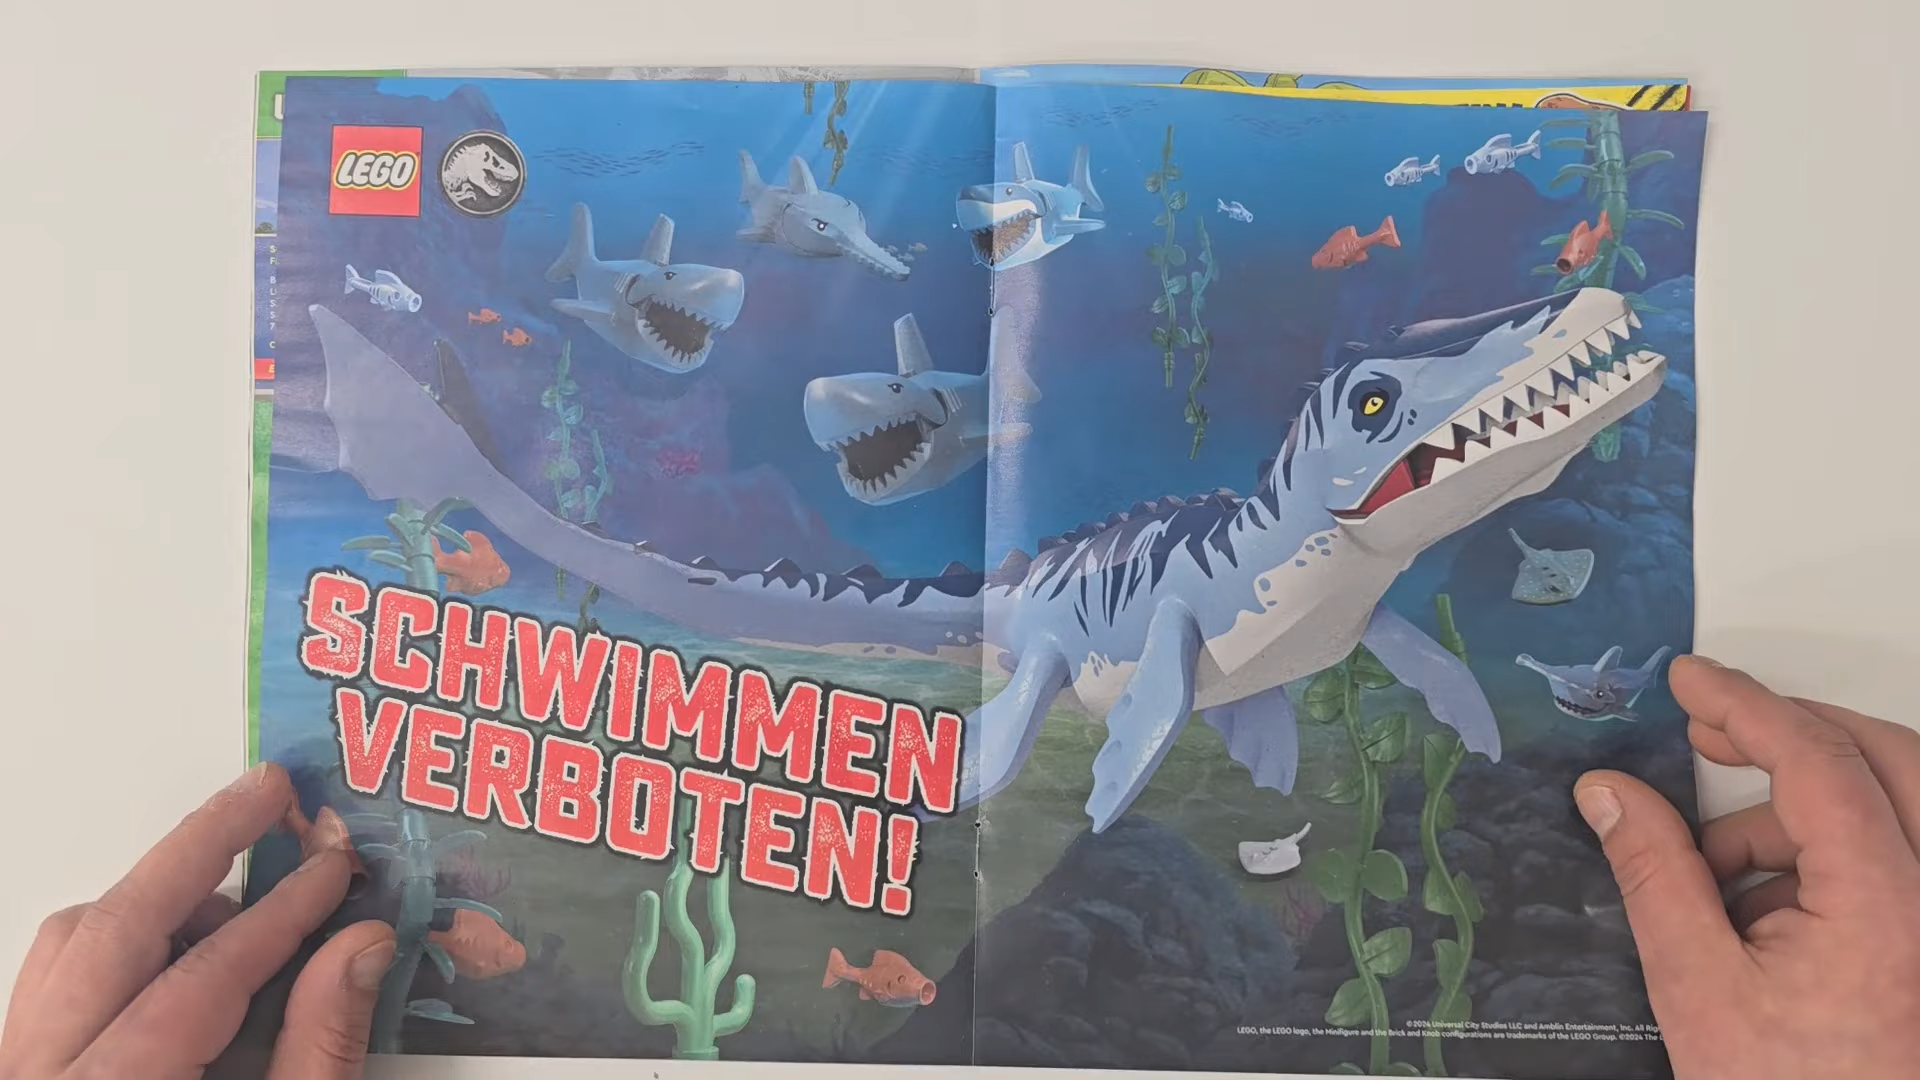 LEGO
SCHWIMMEN
VERBOTEN!
©2024 Universal City Studios LLC and Amblin Entertainment, Inc. All
LEGO, the LEGO logo, the Minifigure and the Brick and Knob configurations are trademarks of the LEGO Group. ©2024 The